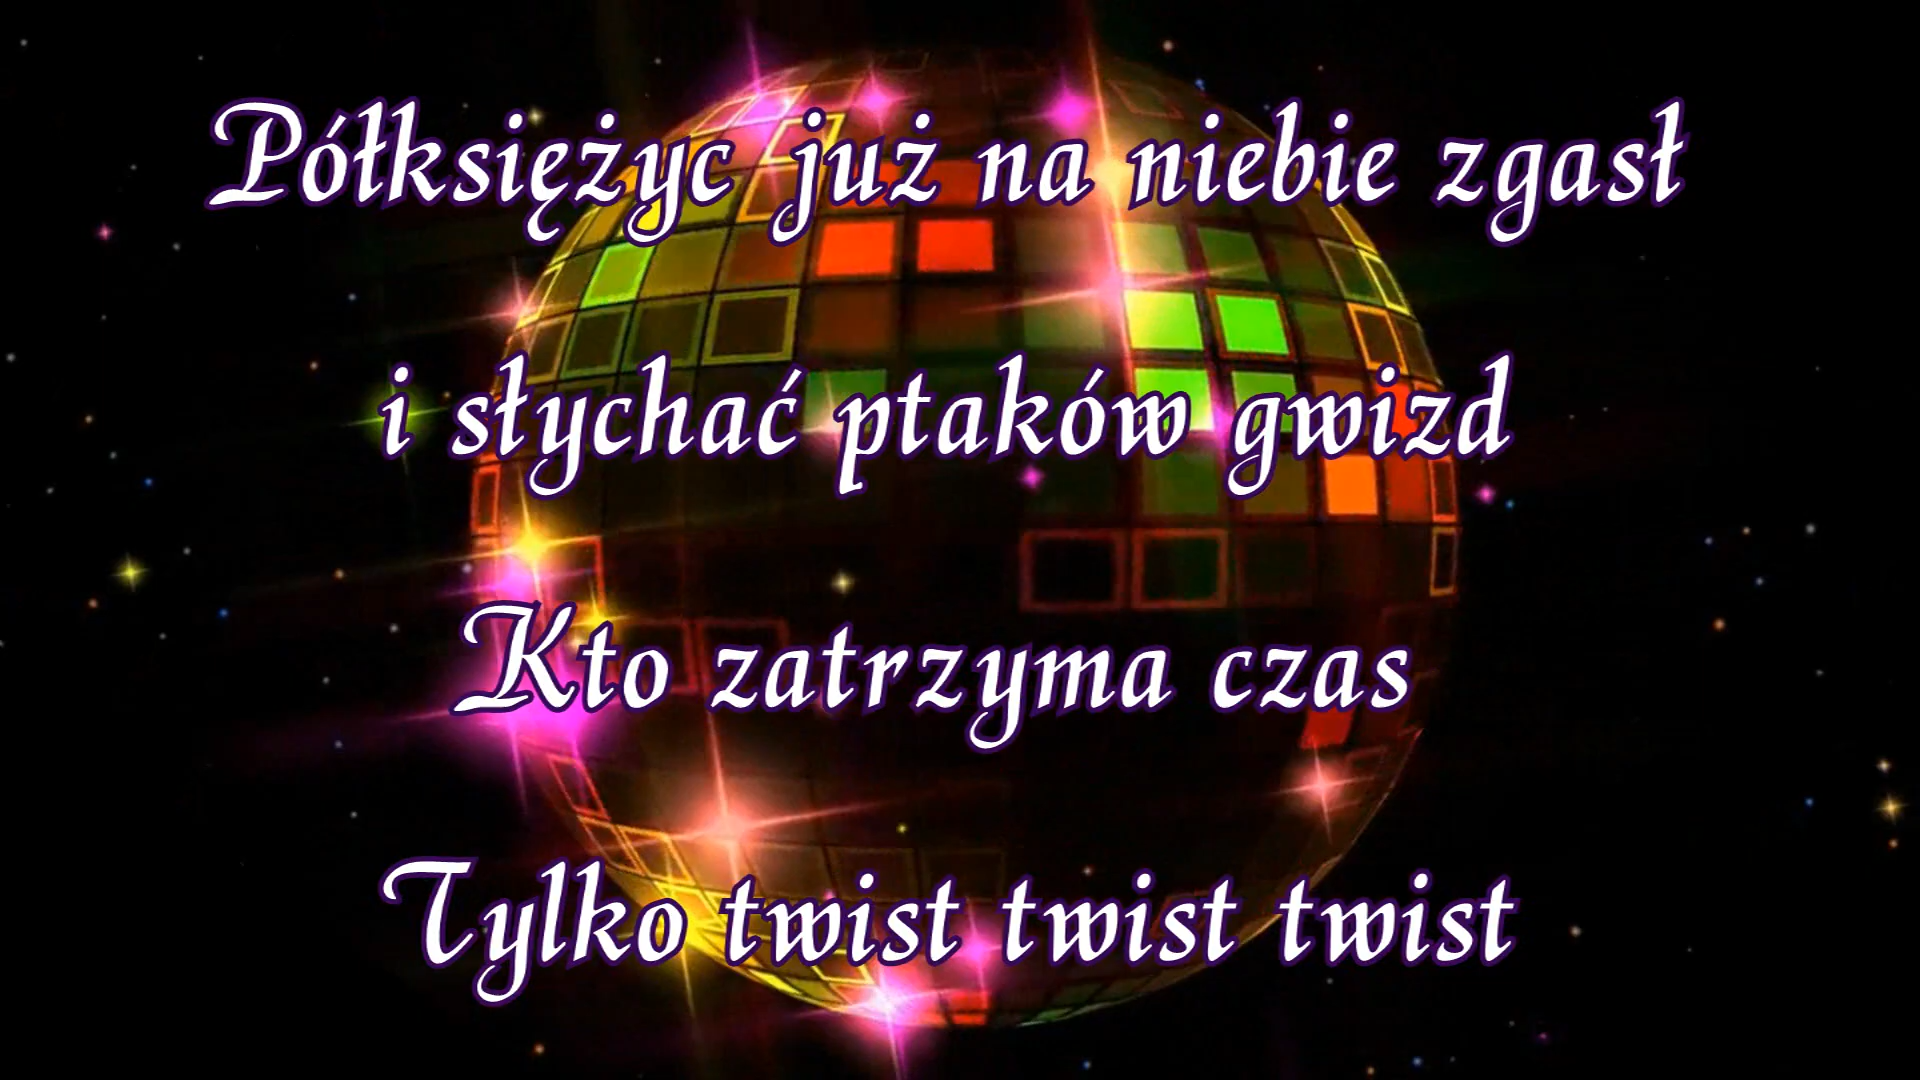 Półksiężyc już na niebie zgasł
i słychać ptaków gwizd
Kto zatrzyma czas
Tylko twist twist twist